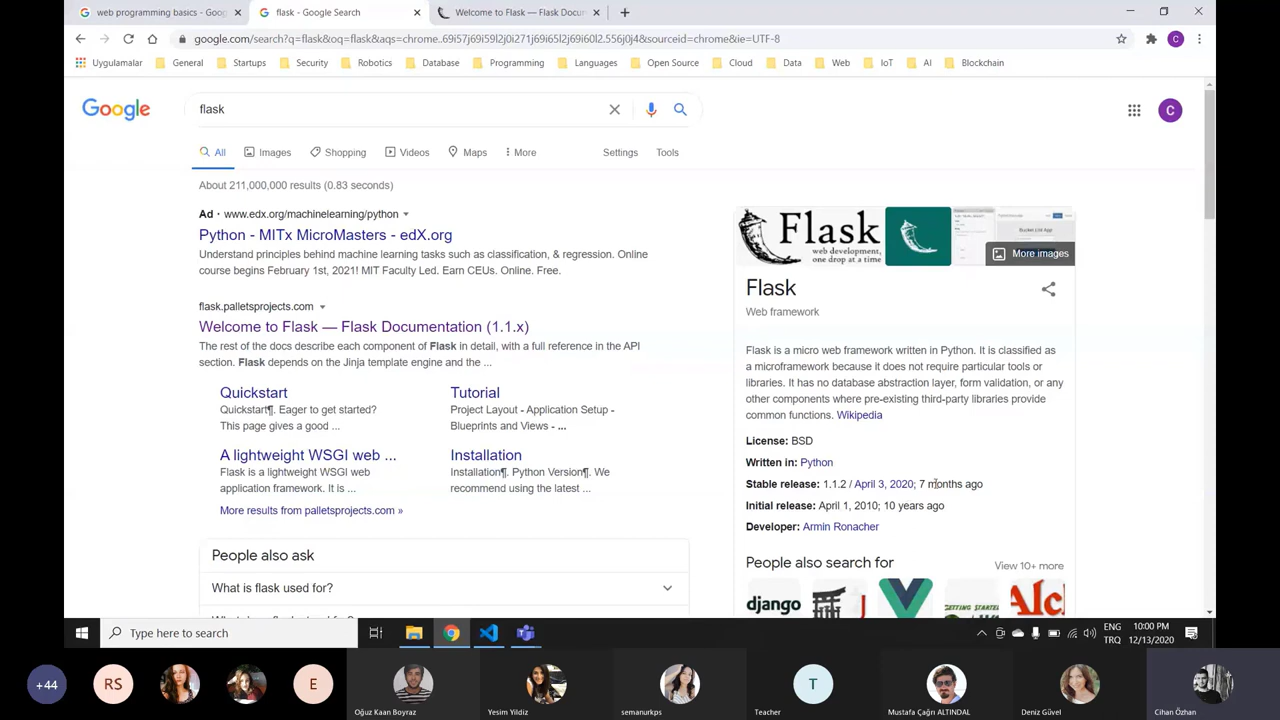 web programming basics - Goog
flask - Google Search
Welcome to Flask — Flask Docum
google.com/search?q=flask&oq=flask&aqs=chrome..69i57j69i59l2j0i271j69i65l2j69i60l2.556j0j4&sourceid=chrome&ie=UTF-8
C
Uygulamalar
General
Startups
Security
Robotics
Database
Programming
Languages
Open Source
Cloud
Data
Web
IoT
AI
Blockchain
Google
flask
C
All
Images
Shopping
Videos
Maps
More
Settings
Tools
About 211,000,000 results (0.83 seconds)
Ad · www.edx.org/machinelearning/python
Python - MITx MicroMasters - edX.org
Understand principles behind machine learning tasks such as classification, & regression. Online
course begins February 1st, 2021! MIT Faculty Led. Earn CEUs. Online. Free.
flask.palletsprojects.com
Welcome to Flask — Flask Documentation (1.1.x)
The rest of the docs describe each component of Flask in detail, with a full reference in the API
section. Flask depends on the Jinja template engine and the ...
Quickstart
Quickstart¶. Eager to get started?
This page gives a good ...
Tutorial
Project Layout - Application Setup -
Blueprints and Views - ...
A lightweight WSGI web ...
Flask is a lightweight WSGI web
application framework. It is ...
Installation
Installation¶. Python Version¶. We
recommend using the latest ...
More results from palletsprojects.com »
People also ask
What is flask used for?
Flask
web development,
one drop at a time
Bucket List App
More images
Flask
Web framework
Flask is a micro web framework written in Python. It is classified as
a microframework because it does not require particular tools or
libraries. It has no database abstraction layer, form validation, or any
other components where pre-existing third-party libraries provide
common functions. Wikipedia
License: BSD
Written in: Python
Stable release: 1.1.2 / April 3, 2020; 7 months ago
Initial release: April 1, 2010; 10 years ago
Developer: Armin Ronacher
People also search for
View 10+ more
django
GETTING STARTED
Type here to search
ENG
TRQ
10:00 PM
12/13/2020
+44
RS
E
Oğuz Kaan Boyraz
Yesim Yildiz
semanurkps
T
Teacher
Mustafa Çağrı ALTINDAL
Deniz Güvel
Cihan Özhan